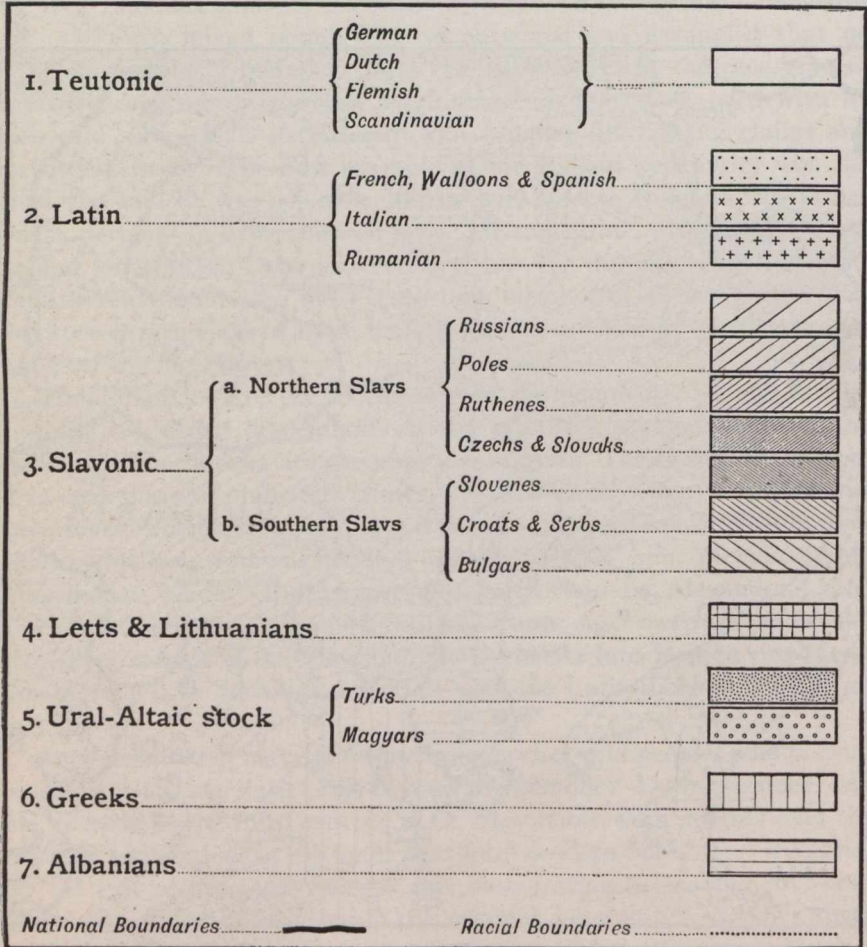 1. Teutonic
German
Dutch
Flemish
Scandinavian
2. Latin
French, Walloons & Spanish
Italian
Rumanian
3. Slavonic
a. Northern Slavs
Russians
Poles
Ruthenes
Czechs & Slovaks
b. Southern Slavs
Slovenes
Croats & Serbs
Bulgars
4. Letts & Lithuanians
5. Ural-Altaic stock
Turks
Magyars
6. Greeks
7. Albanians
National Boundaries Racial Boundaries